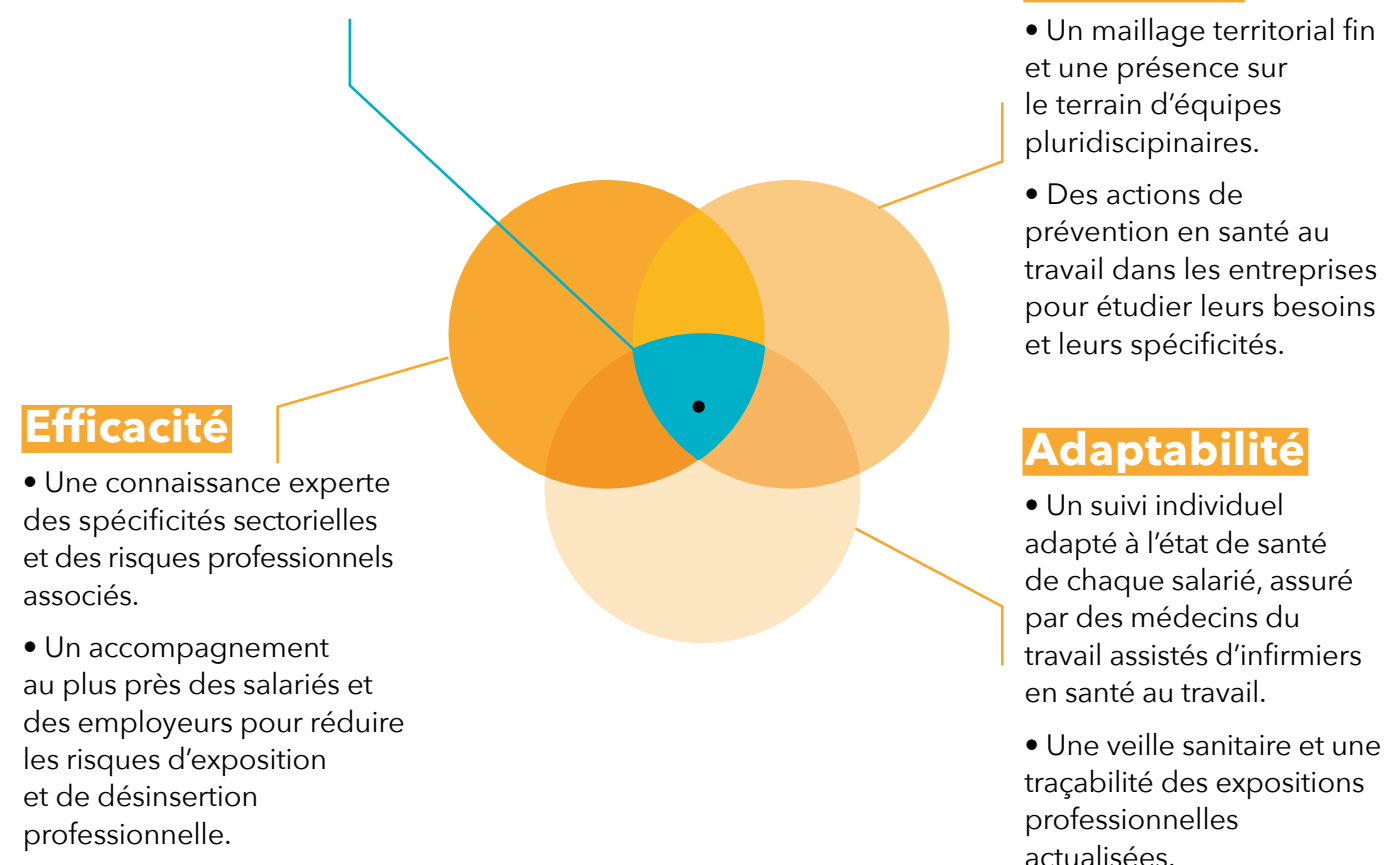 • Un maillage territorial fin
et une présence sur
le terrain d’équipes
pluridiscipinaires.
• Des actions de
prévention en santé au
travail dans les entreprises
pour étudier leurs besoins
et leurs spécificités.
Efficacité
• Une connaissance experte
des spécificités sectorielles
et des risques professionnels
associés.
• Un accompagnement
au plus près des salariés et
des employeurs pour réduire
les risques d’exposition
et de désinsertion
professionnelle.
Adaptabilité
• Un suivi individuel
adapté à l’état de santé
de chaque salarié, assuré
par des médecins du
travail assistés d’infirmiers
en santé au travail.
• Une veille sanitaire et une
traçabilité des expositions
professionnelles
actualisées.